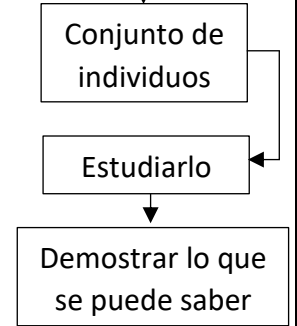 Conjunto de
individuos
Estudiarlo
Demostrar lo que
se puede saber